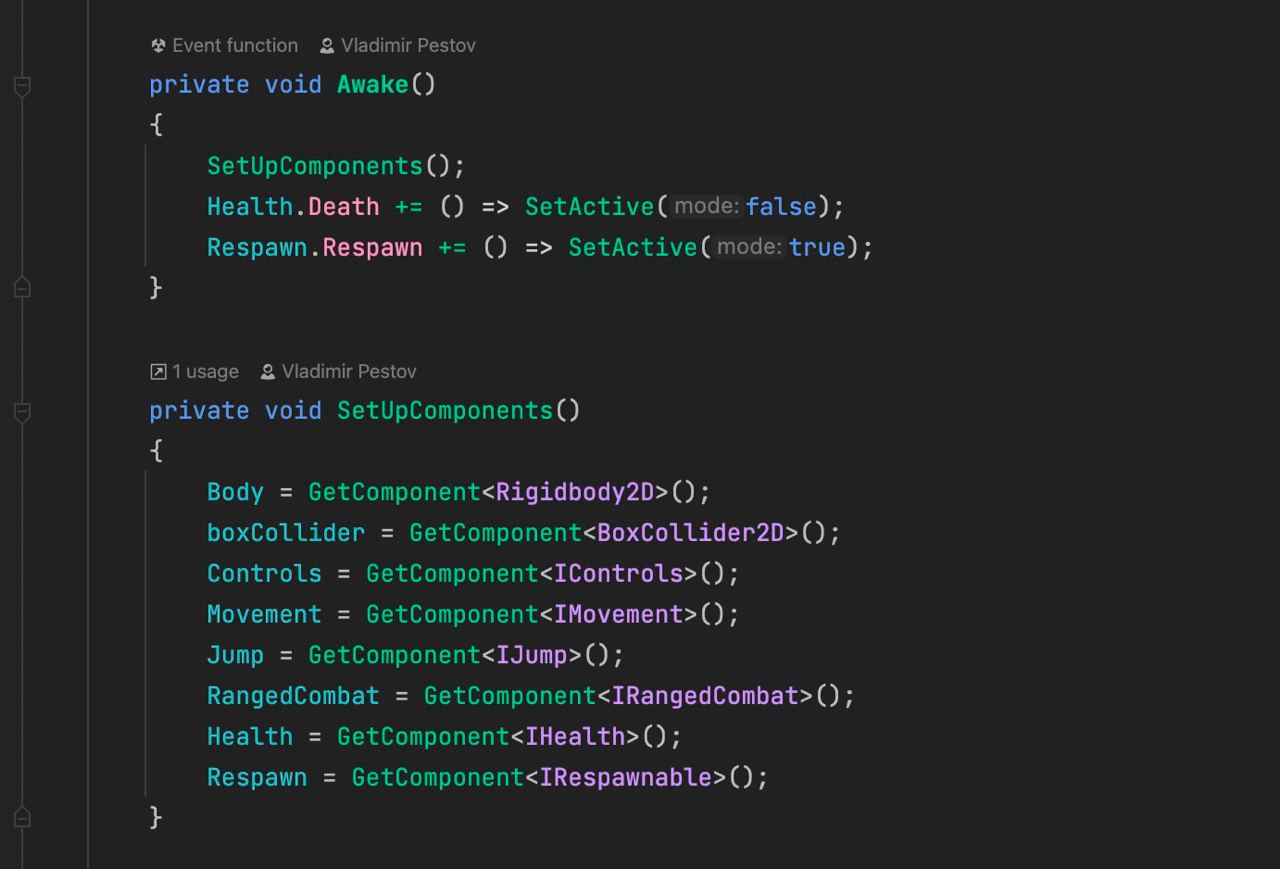 Event function Vladimir Pestov
private void Awake()
{
SetUpComponents();
Health.Death += () => SetActive(mode: false);
Respawn.Respawn += () => SetActive(mode: true);
}
1 usage Vladimir Pestov
private void SetUpComponents()
{
Body = GetComponent<Rigidbody2D>();
boxCollider = GetComponent<BoxCollider2D>();
Controls = GetComponent<IControls>();
Movement = GetComponent<IMovement>();
Jump = GetComponent<IJump>();
RangedCombat = GetComponent<IRangedCombat>();
Health = GetComponent<IHealth>();
Respawn = GetComponent<IRespawnable>();
}